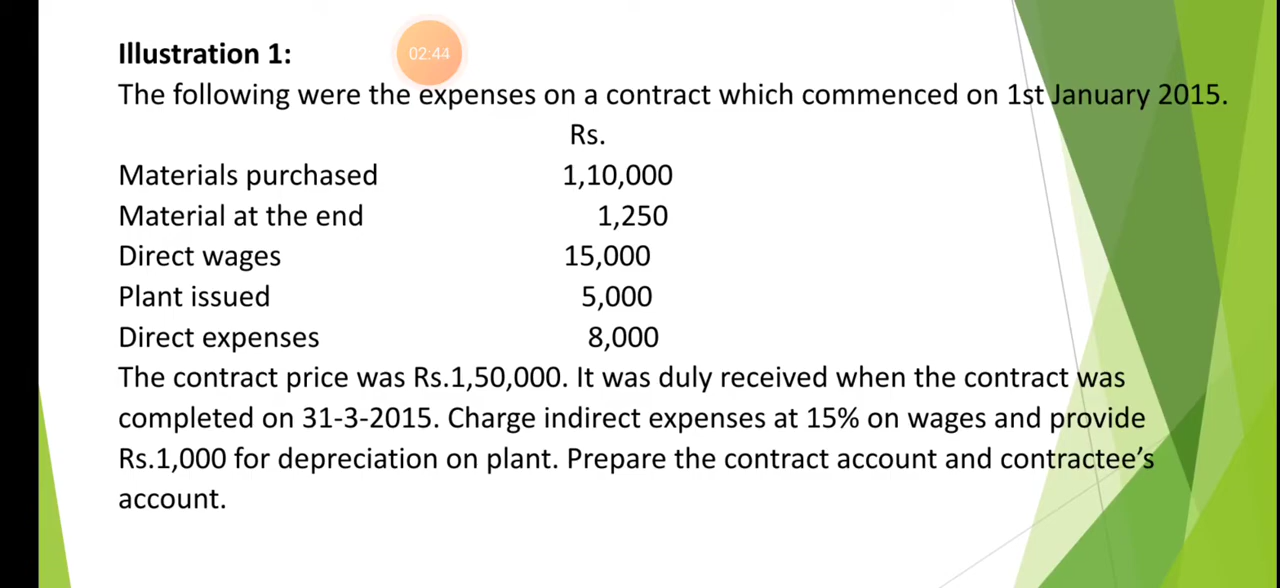 Illustration 1:
02:44
The following were the expenses on a contract which commenced on 1st January 2015.
Rs.
Materials purchased 1,10,000
Material at the end 1,250
Direct wages 15,000
Plant issued 5,000
Direct expenses 8,000
The contract price was Rs.1,50,000. It was duly received when the contract was
completed on 31-3-2015. Charge indirect expenses at 15% on wages and provide
Rs.1,000 for depreciation on plant. Prepare the contract account and contractee’s
account.